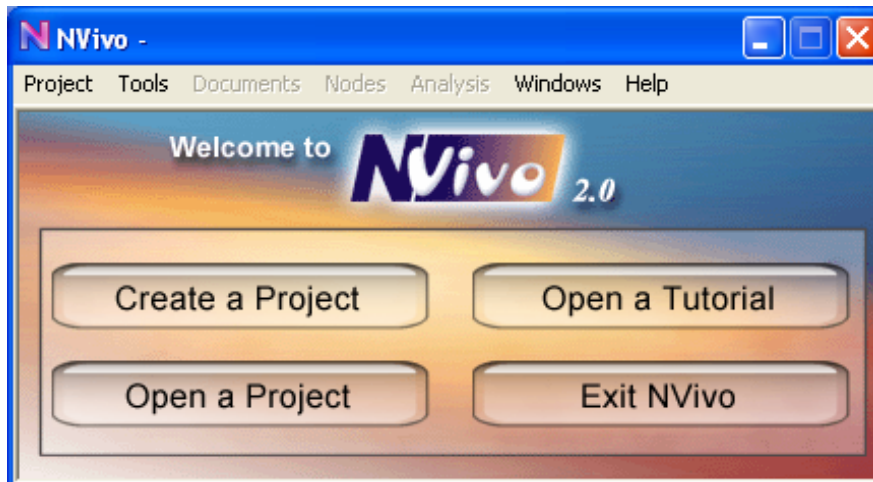 NVivo -
Project Tools Documents Nodes Analysis Windows Help
Welcome to NVivo 2.0
Create a Project Open a Tutorial
Open a Project Exit NVivo